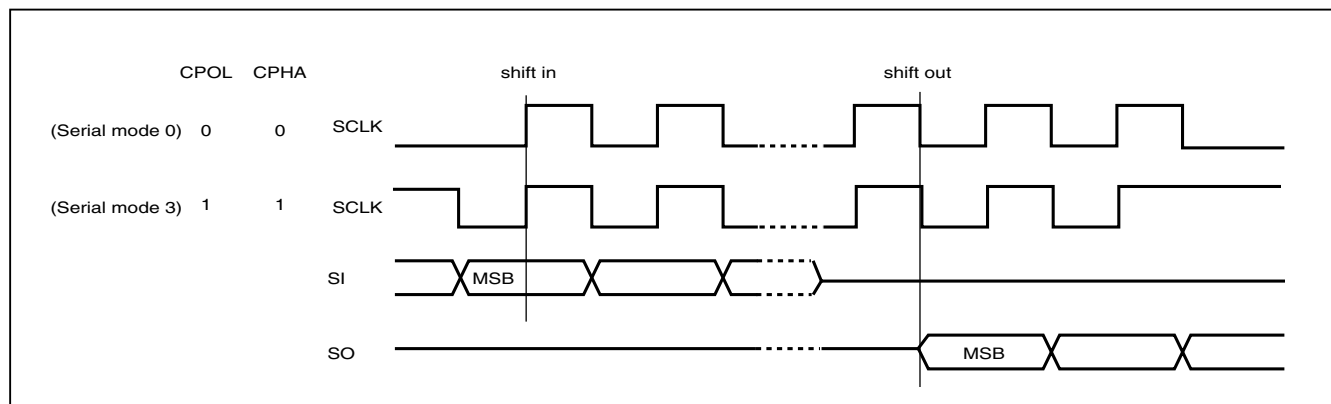 CPOL CPHA shift in shift out
(Serial mode 0) 0 0 SCLK
(Serial mode 3) 1 1 SCLK
SI MSB
SO MSB